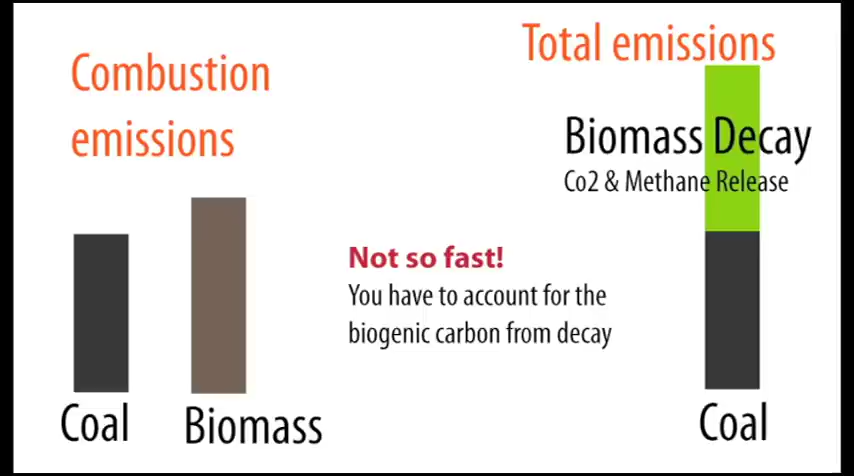 Combustion
emissions
Coal
Biomass
Not so fast!
You have to account for the
biogenic carbon from decay
Total emissions
Biomass Decay
Co2 & Methane Release
Coal